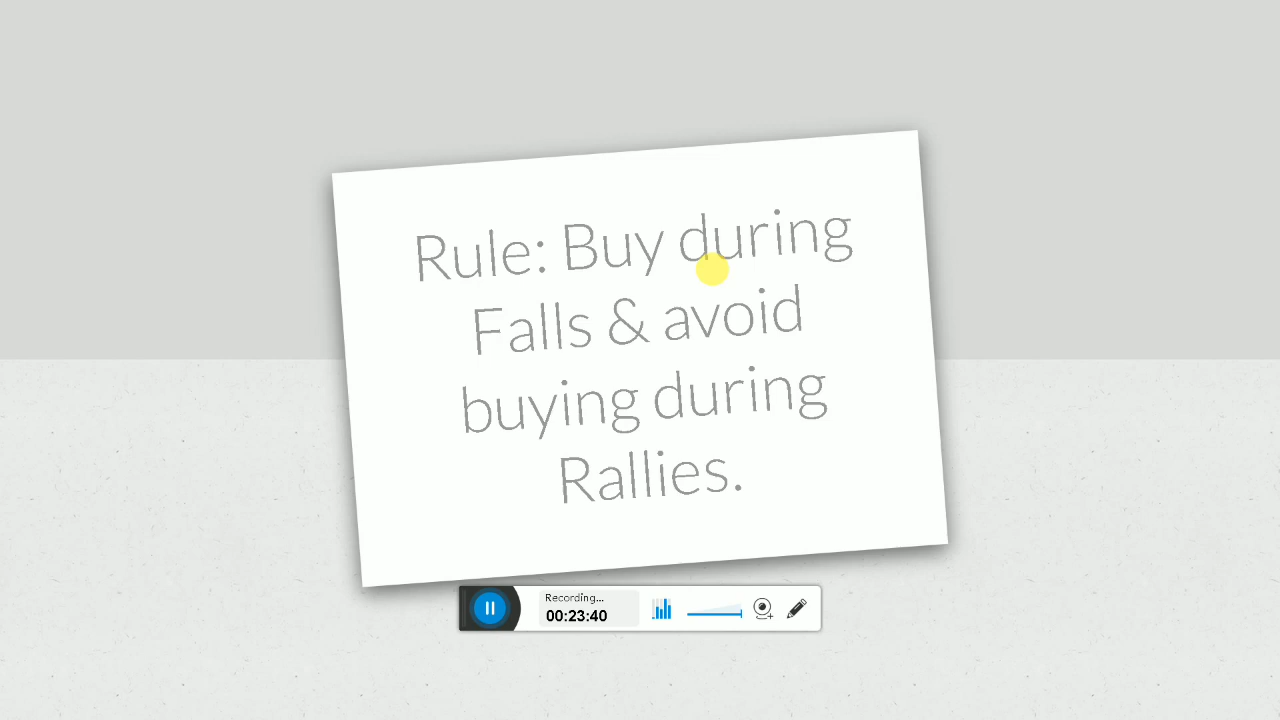 Rule: Buy during
Falls & avoid
buying during
Rallies.
Recording...
00:23:40